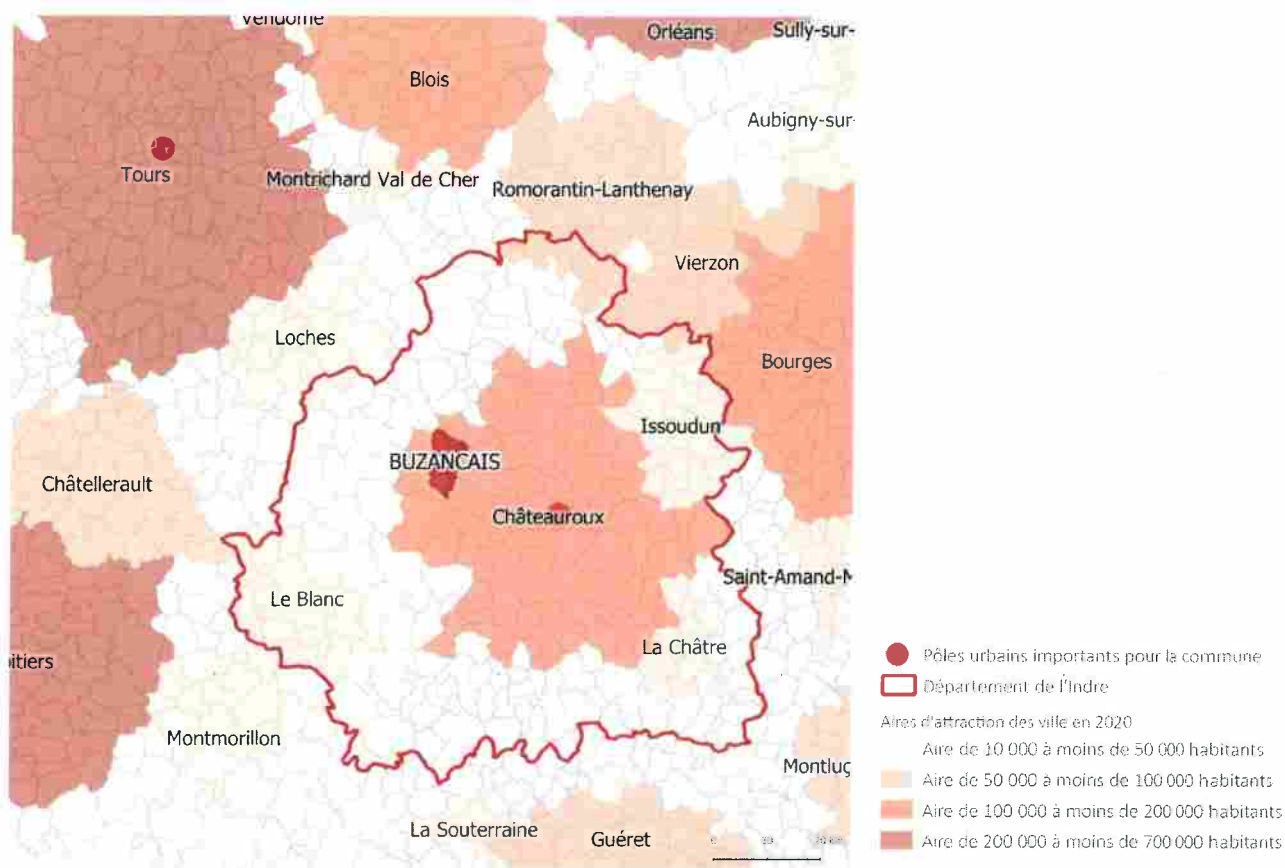 Vendôme
Orléans
Sully-sur-
Blois
Aubigny-sur-
Tours
Montrichard Val de Cher
Romorantin-Lanthenay
Vierzon
Loches
Bourges
Issoudun
BUZANCAIS
Châtellerault
Châteauroux
Saint-Amand-M
Le Blanc
La Châtre
itiers
Montmorillon
Montluç
La Souterraine
Guéret
Pôles urbains importants pour la commune
Département de l'Indre
Aires d'attraction des ville en 2020
Aire de 10 000 à moins de 50 000 habitants
Aire de 50 000 à moins de 100 000 habitants
Aire de 100 000 à moins de 200 000 habitants
Aire de 200 000 à moins de 700 000 habitants